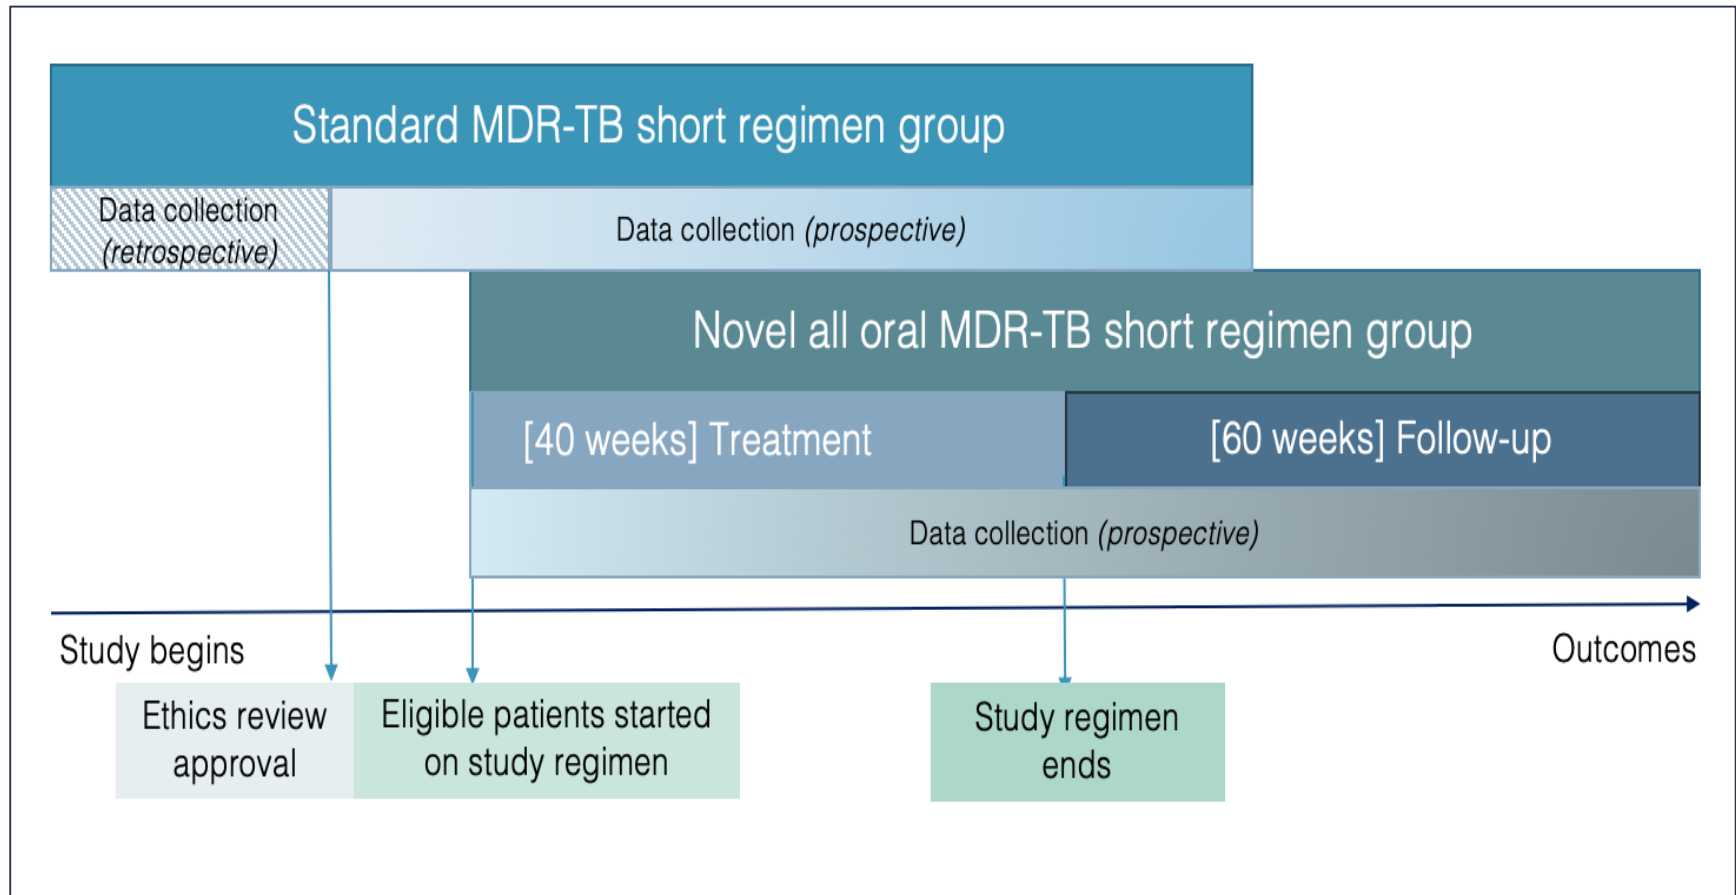 Standard MDR-TB short regimen group
Data collection
(retrospective)
Data collection (prospective)
Novel all oral MDR-TB short regimen group
[40 weeks] Treatment
[60 weeks] Follow-up
Data collection (prospective)
Study begins
Outcomes
Ethics review
approval
Eligible patients started
on study regimen
Study regimen
ends